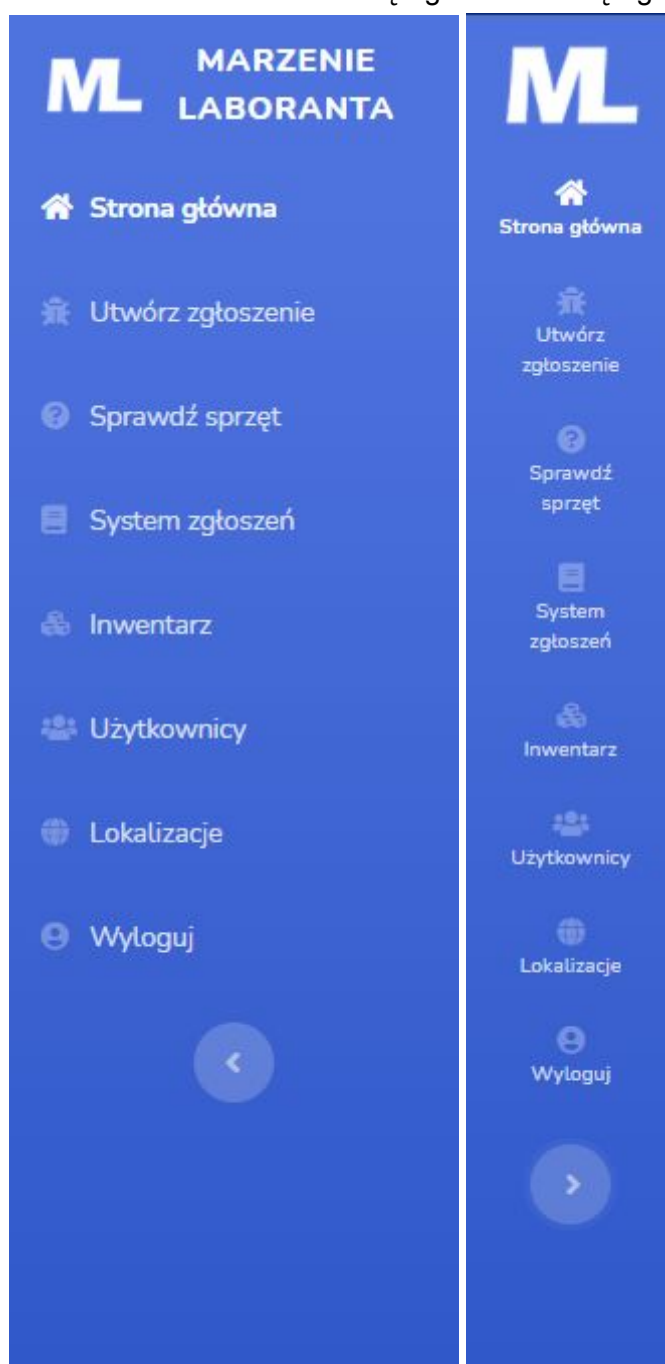 ML
MARZENIE
LABORANTA
Strona główna
Utwórz zgłoszenie
Sprawdź sprzęt
System zgłoszeń
Inwentarz
Użytkownicy
Lokalizacje
Wyloguj
ML
Strona główna
Utwórz
zgłoszenie
Sprawdź
sprzęt
System
zgłoszeń
Inwentarz
Użytkownicy
Lokalizacje
Wyloguj